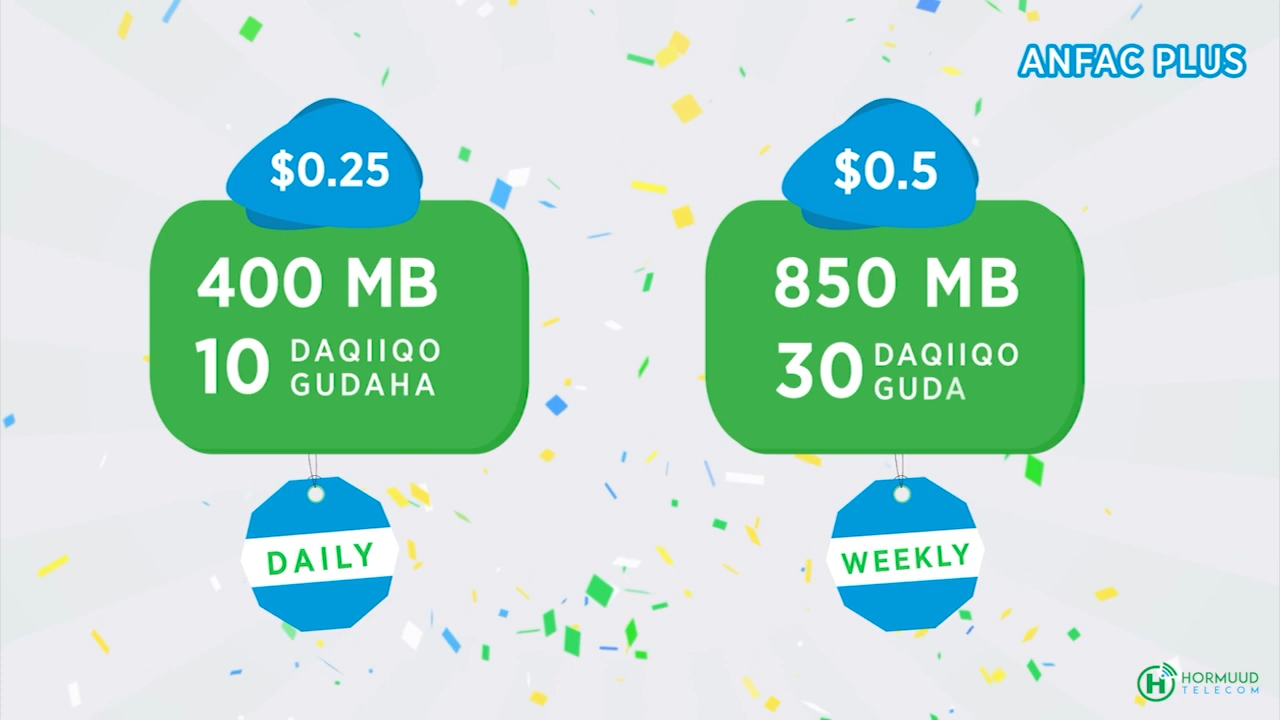 ANFAC PLUS
$0.25
400 MB
10 DAQIIQO
GUDAHA
DAILY
$0.5
850 MB
30 DAQIIQO
GUDA
WEEKLY
HORMUUD
TELECOM